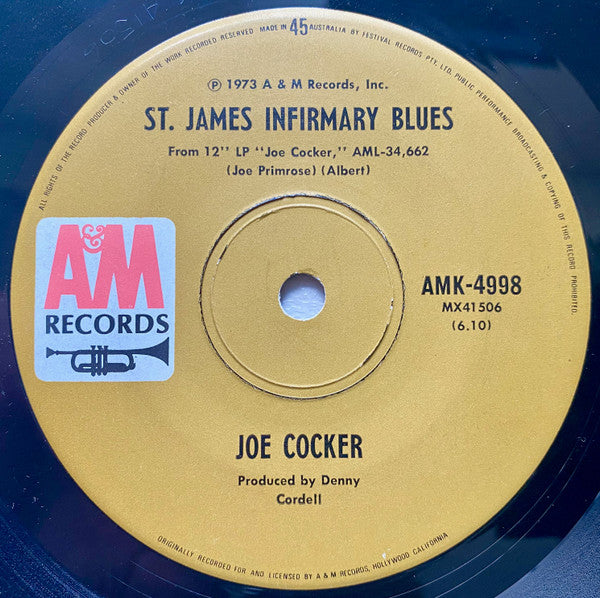 ALL RIGHTS OF THE RECORD PRODUCER & OWNER OF THE WORK RECORDED RESERVED MADE IN 45 AUSTRALIA BY FESTIVAL RECORDS PTY. LTD. PUBLIC PERFORMANCE BROADCASTING & COPYING OF THIS RECORD PROHIBITED.
℗ 1973 A & M Records, Inc.
ST. JAMES INFIRMARY BLUES
From 12" LP "Joe Cocker," AML-34,662
(Joe Primrose) (Albert)
A&M
RECORDS
AMK-4998
MX41506
(6.10)
JOE COCKER
Produced by Denny
Cordell
ORIGINALLY RECORDED FOR AND LICENSED BY A & M RECORDS, HOLLYWOOD CALIFORNIA